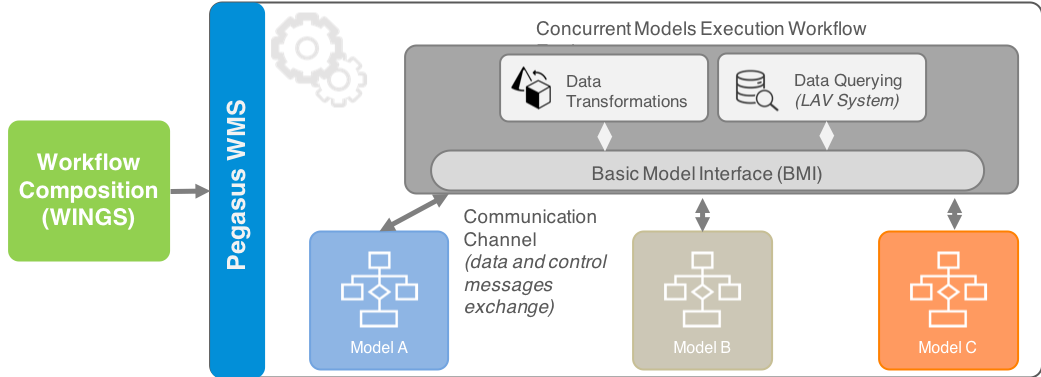 Concurrent Models Execution Workflow
Data
Transformations
Data Querying
(LAV System)
Workflow
Composition
(WINGS)
Pegasus WMS
Basic Model Interface (BMI)
Communication
Channel
(data and control
messages
exchange)
Model A
Model B
Model C